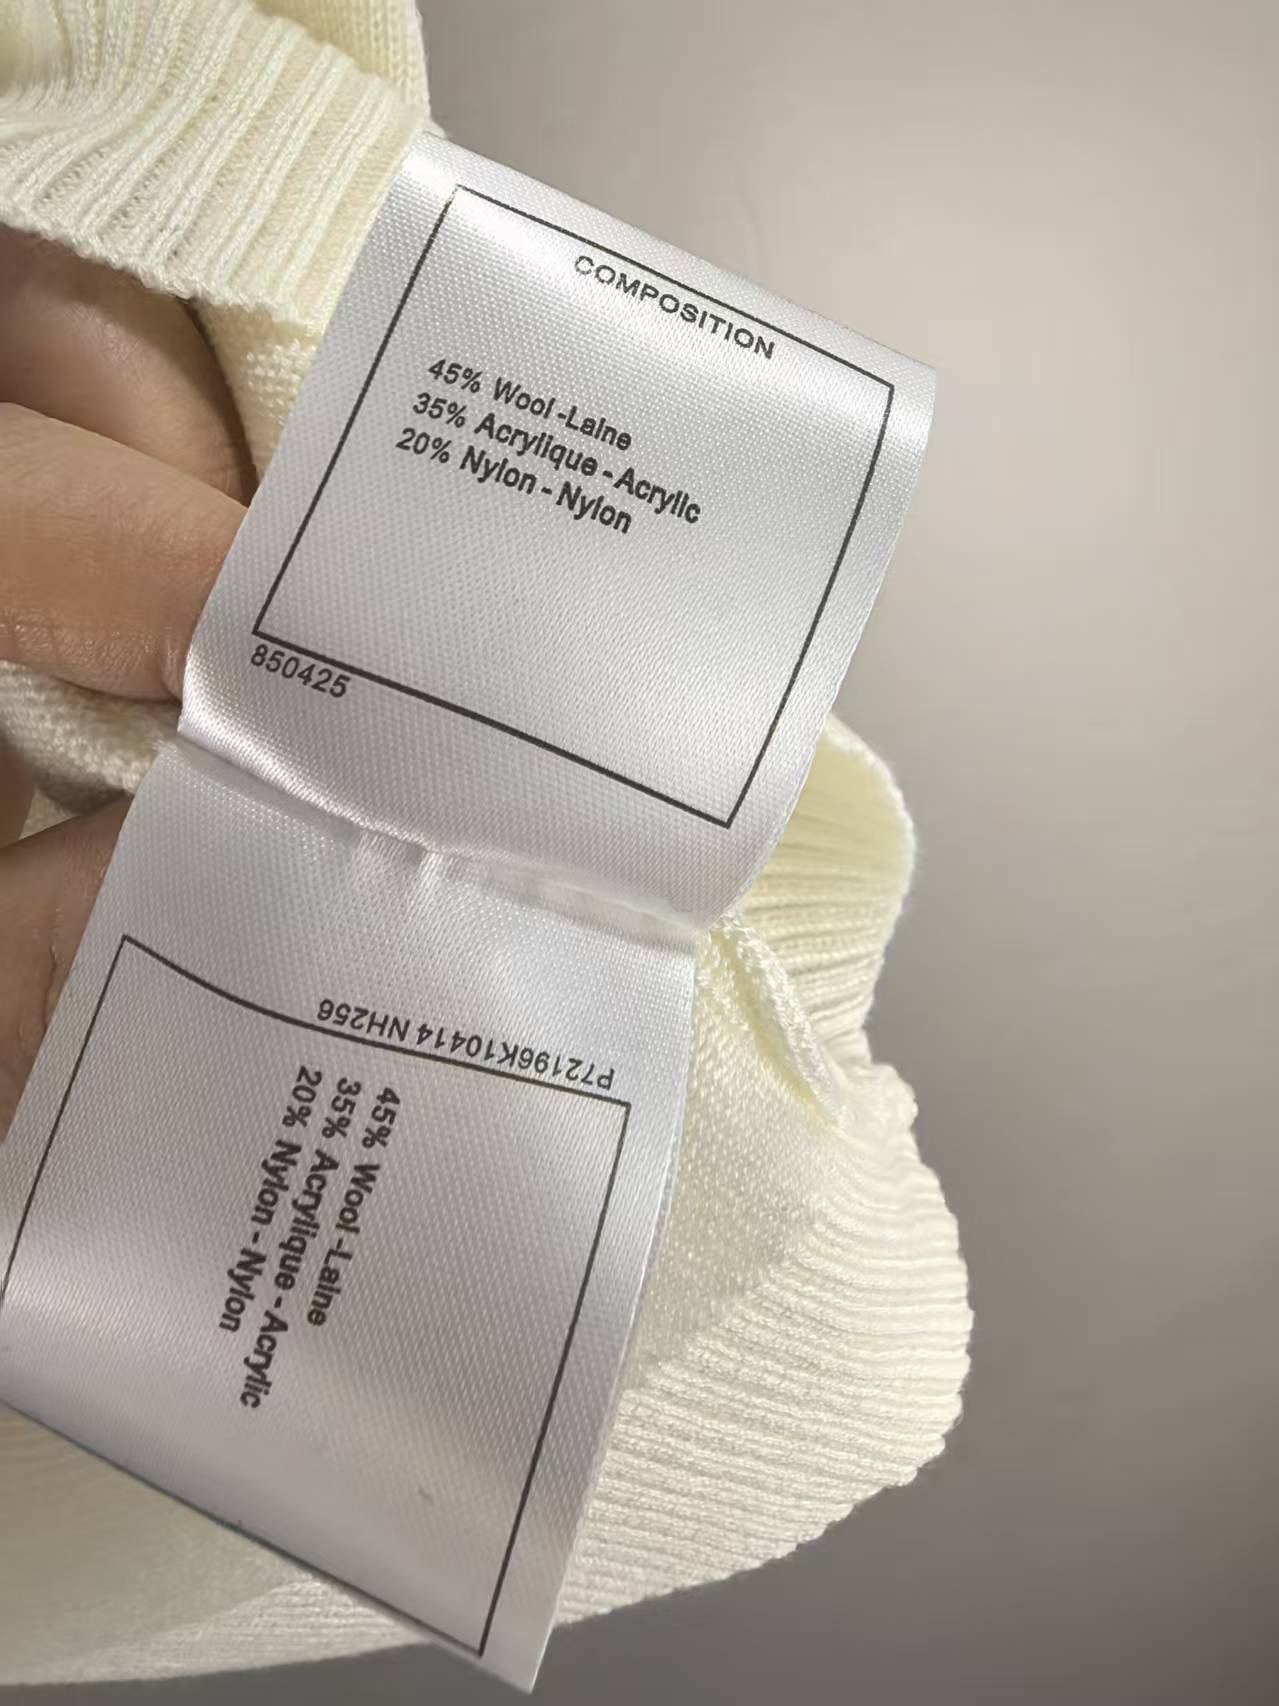 COMPOSITION
45% Wool-Laine
35% Acrylique-Acrylic
20% Nylon-Nylon
850425
P72196K10414 NH256
45% Wool-Laine
35% Acrylique-Acrylic
20% Nylon-Nylon